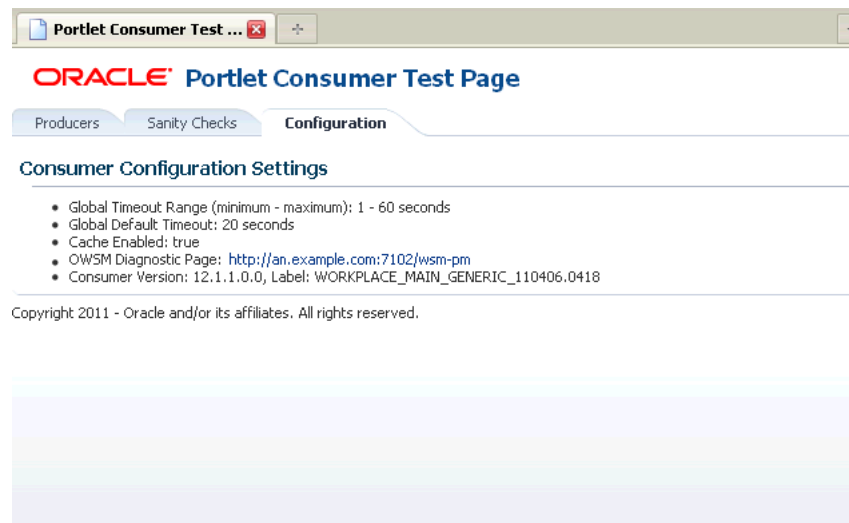 Portlet Consumer Test ...
ORACLE Portlet Consumer Test Page
Producers Sanity Checks Configuration
Consumer Configuration Settings
• Global Timeout Range (minimum - maximum): 1 - 60 seconds
• Global Default Timeout: 20 seconds
• Cache Enabled: true
• OWSM Diagnostic Page: http://an.example.com:7102/wsm-pm
• Consumer Version: 12.1.1.0.0, Label: WORKPLACE_MAIN_GENERIC_110406.0418
Copyright 2011 - Oracle and/or its affiliates. All rights reserved.